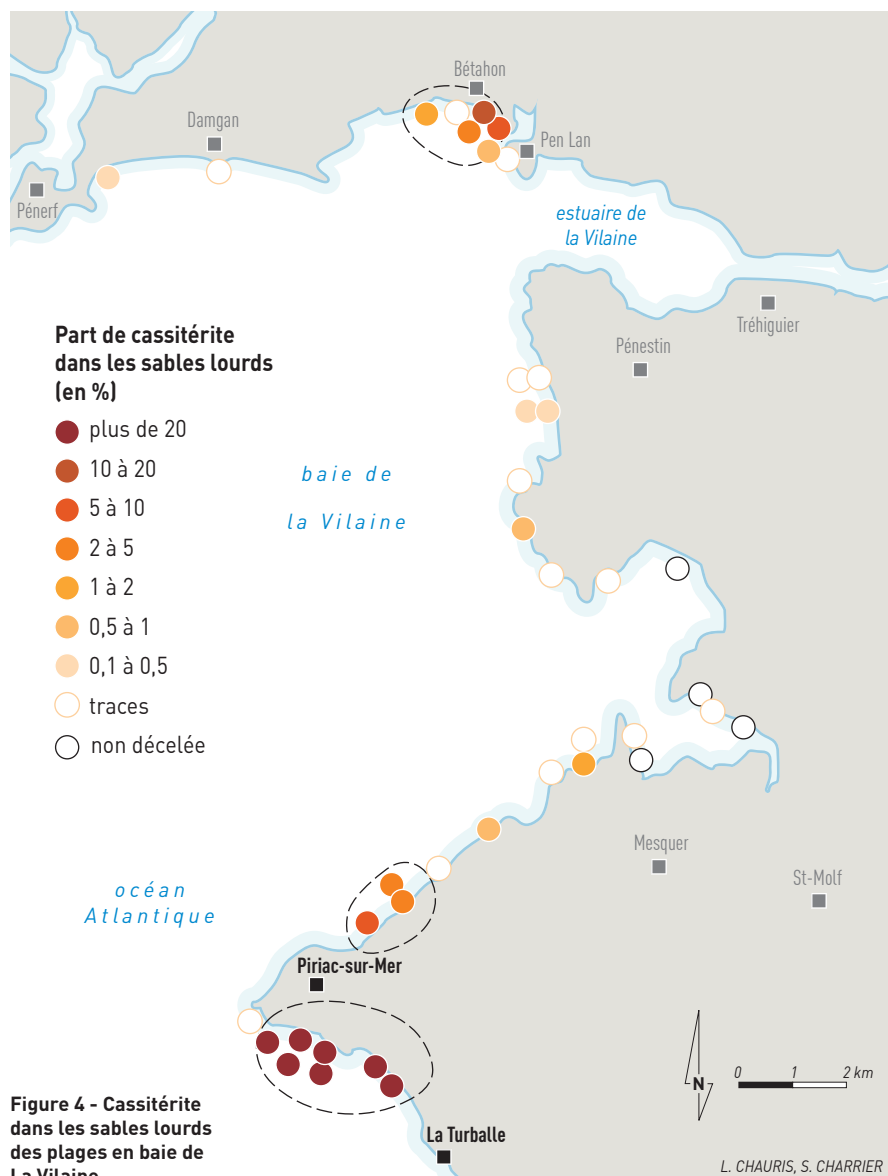 Bétahon
Damgan
Pen Lan
Pénerf
estuaire de
la Vilaine
Tréhiguier
Pénestin
Part de cassitérite
dans les sables lourds
(en %)
plus de 20
10 à 20
5 à 10
2 à 5
1 à 2
0,5 à 1
0,1 à 0,5
traces
non décelée
baie de
la Vilaine
Mesquer
St-Molf
océan
Atlantique
Piriac-sur-Mer
N
0 1 2 km
La Turballe
Figure 4 - Cassitérite
dans les sables lourds
des plages en baie de
La Vilaine
L. CHAURIS, S. CHARRIER